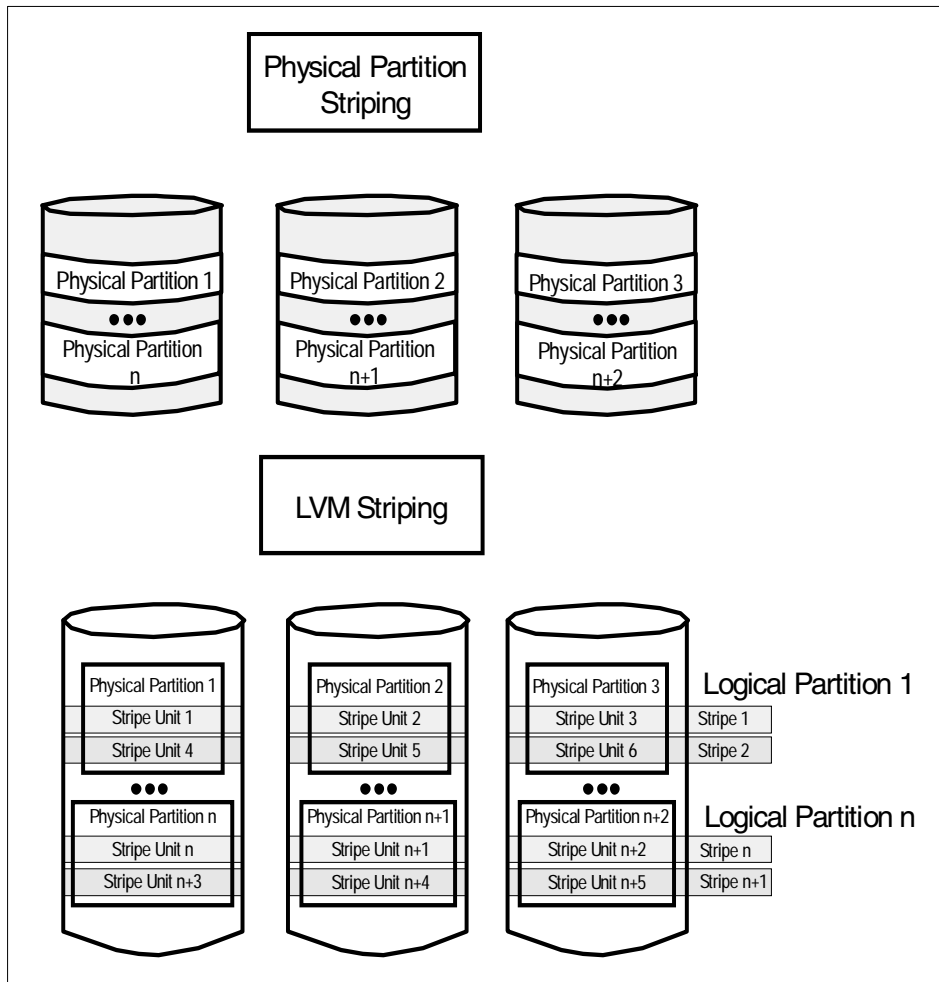 Physical Partition
Striping
Physical Partition 1
Physical Partition 2
Physical Partition 3
Physical Partition
n
Physical Partition
n+1
Physical Partition
n+2
LVM Striping
Physical Partition 1
Physical Partition 2
Physical Partition 3
Logical Partition 1
Stripe Unit 1
Stripe Unit 2
Stripe Unit 3
Stripe 1
Stripe Unit 4
Stripe Unit 5
Stripe Unit 6
Stripe 2
Physical Partition n
Physical Partition n+1
Physical Partition n+2
Logical Partition n
Stripe Unit n
Stripe Unit n+1
Stripe Unit n+2
Stripe n
Stripe Unit n+3
Stripe Unit n+4
Stripe Unit n+5
Stripe n+1